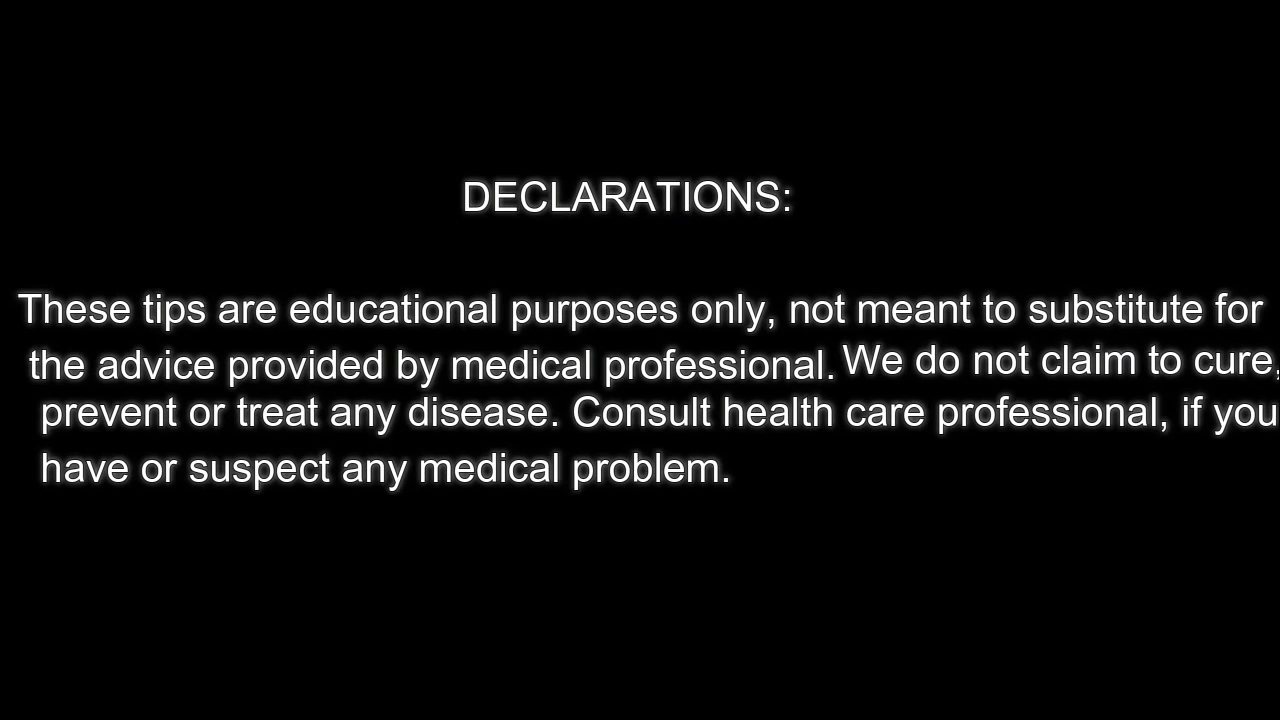 DECLARATIONS:
These tips are educational purposes only, not meant to substitute for
the advice provided by medical professional. We do not claim to cure,
prevent or treat any disease. Consult health care professional, if you
have or suspect any medical problem.